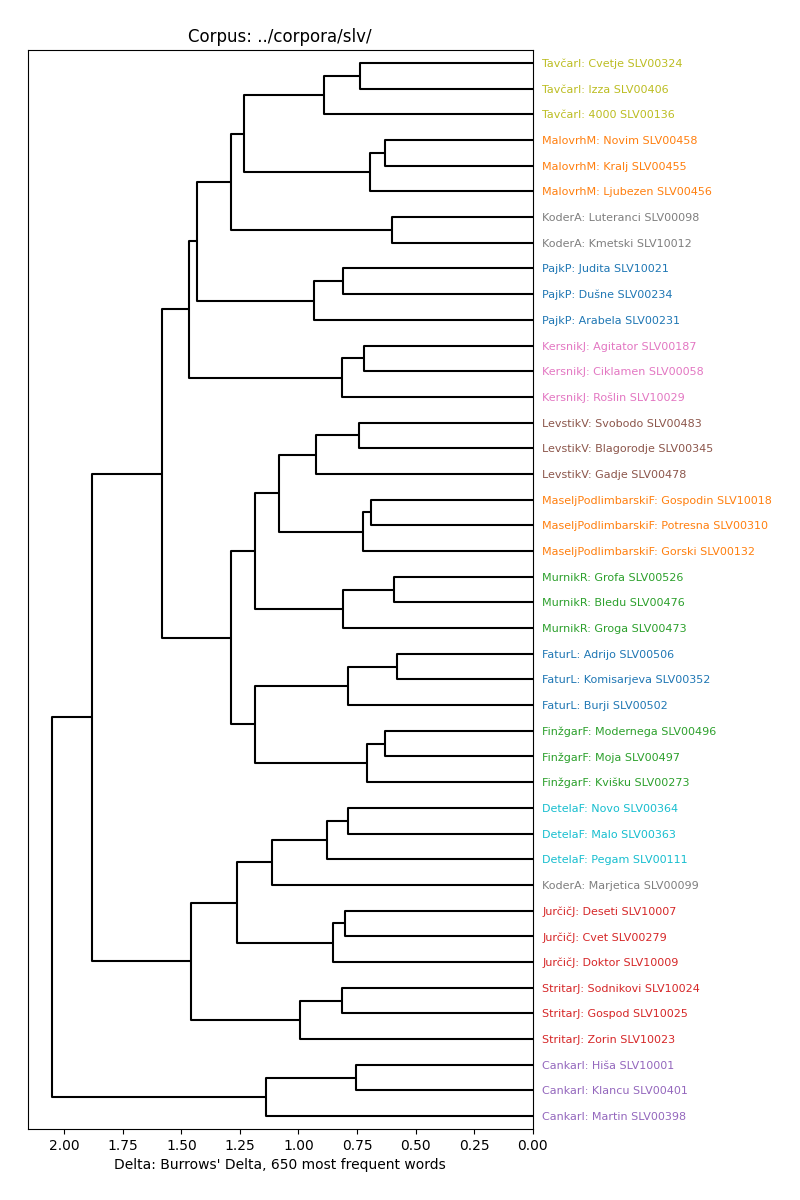 Corpus: ../corpora/slv/
TavčarI: Cvetje SLV00324
TavčarI: Izza SLV00406
TavčarI: 4000 SLV00136
MalovrhM: Novim SLV00458
MalovrhM: Kralj SLV00455
MalovrhM: Ljubezen SLV00456
KoderA: Luteranci SLV00098
KoderA: Kmetski SLV10012
PajkP: Judita SLV10021
PajkP: Dušne SLV00234
PajkP: Arabela SLV00231
KersnikJ: Agitator SLV00187
KersnikJ: Ciklamen SLV00058
KersnikJ: Rošlin SLV10029
LevstikV: Svobodo SLV00483
LevstikV: Blagorodje SLV00345
LevstikV: Gadje SLV00478
MaseljPodlimbarskiF: Gospodin SLV10018
MaseljPodlimbarskiF: Potresna SLV00310
MaseljPodlimbarskiF: Gorski SLV00132
MurnikR: Grofa SLV00526
MurnikR: Bledu SLV00476
MurnikR: Groga SLV00473
FaturL: Adrijo SLV00506
FaturL: Komisarjeva SLV00352
FaturL: Burji SLV00502
FinžgarF: Modernega SLV00496
FinžgarF: Moja SLV00497
FinžgarF: Kvišku SLV00273
DetelaF: Novo SLV00364
DetelaF: Malo SLV00363
DetelaF: Pegam SLV00111
KoderA: Marjetica SLV00099
JurčičJ: Deseti SLV10007
JurčičJ: Cvet SLV00279
JurčičJ: Doktor SLV10009
StritarJ: Sodnikovi SLV10024
StritarJ: Gospod SLV10025
StritarJ: Zorin SLV10023
CankarI: Hiša SLV10001
CankarI: Klancu SLV00401
CankarI: Martin SLV00398
2.00 1.75 1.50 1.25 1.00 0.75 0.50 0.25 0.00
Delta: Burrows' Delta, 650 most frequent words